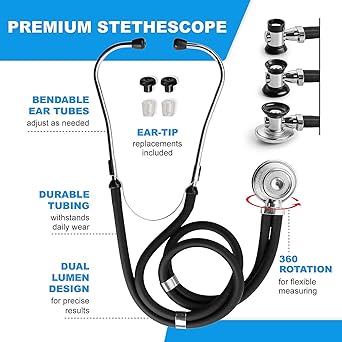 PREMIUM STETHESCOPE
BENDABLE
EAR TUBES
adjust as needed
EAR-TIP
replacements
included
DURABLE
TUBING
withstands
daily wear
DUAL
LUMEN
DESIGN
for precise
results
360
ROTATION
for flexible
measuring